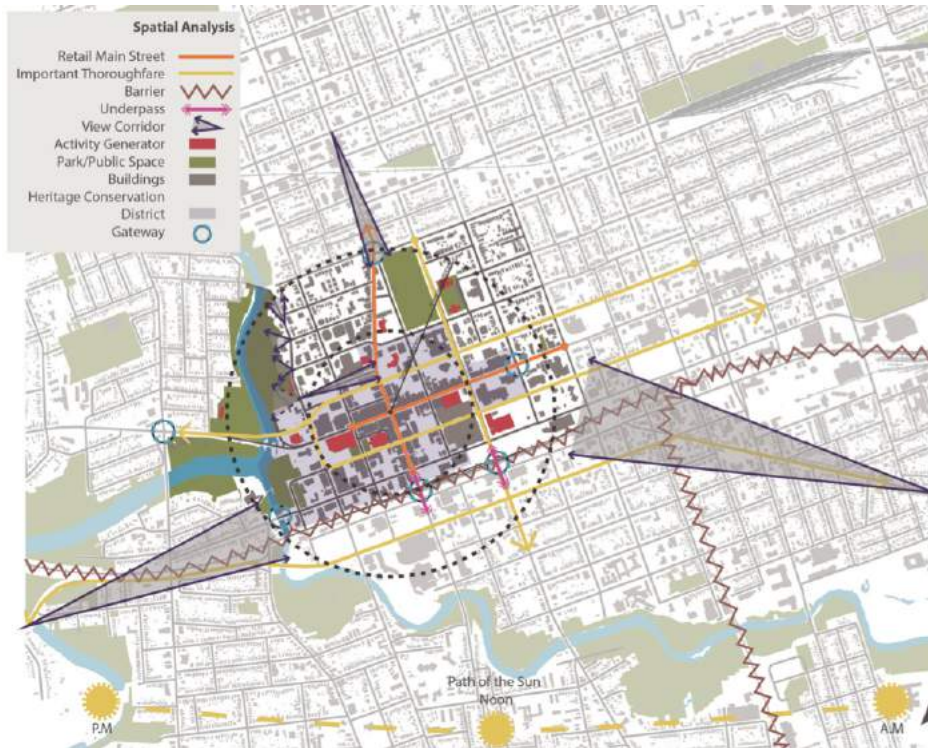 Spatial Analysis
Retail Main Street
Important Thoroughfare
Barrier
Underpass
View Corridor
Activity Generator
Park/Public Space
Buildings
Heritage Conservation
District
Gateway
Path of the Sun
Noon
P.M
A.M